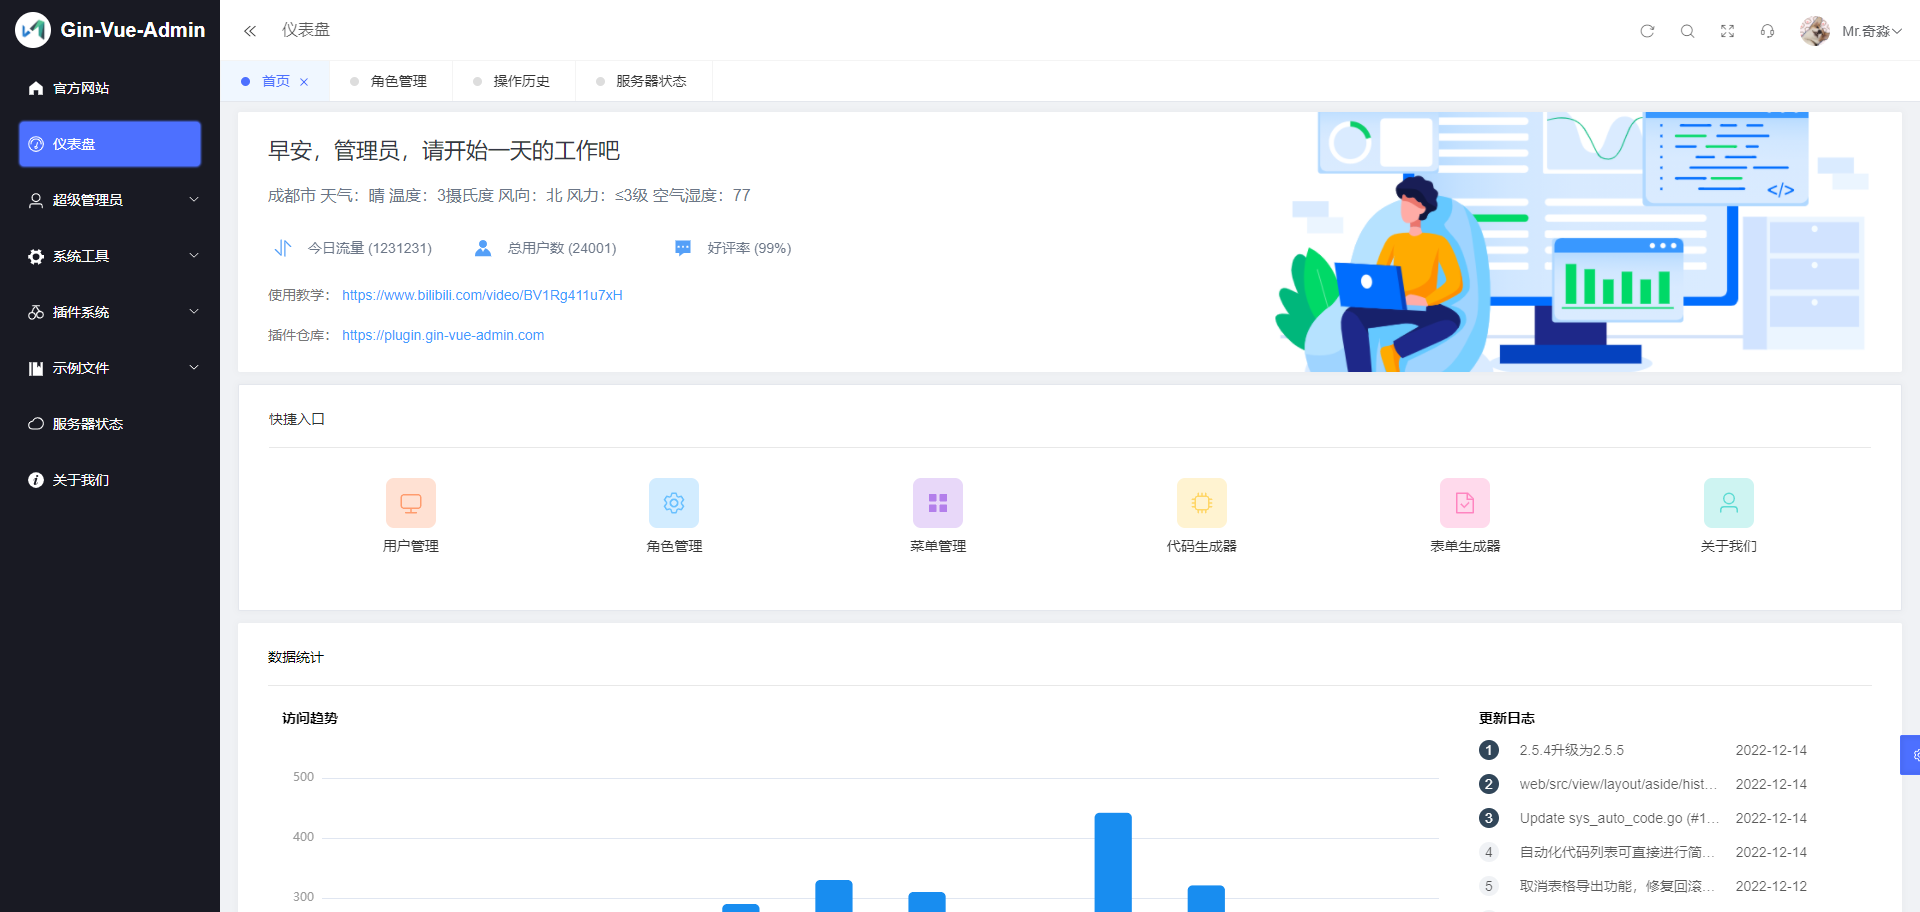 Gin-Vue-Admin
官方网站
仪表盘
超级管理员
系统工具
插件系统
示例文件
服务器状态
关于我们
仪表盘
Mr.奇淼
首页
角色管理
操作历史
服务器状态
早安，管理员，请开始一天的工作吧
成都市 天气：晴 温度：3摄氏度 风向：北 风力：≤3级 空气湿度：77
今日流量 (1231231)
总用户数 (24001)
好评率 (99%)
使用教学： https://www.bilibili.com/video/BV1Rg411u7xH
插件仓库： https://plugin.gin-vue-admin.com
</>
快捷入口
用户管理
角色管理
菜单管理
代码生成器
表单生成器
关于我们
数据统计
访问趋势
500
400
300
更新日志
1 2.5.4升级为2.5.5 2022-12-14
2 web/src/view/layout/aside/hist... 2022-12-14
3 Update sys_auto_code.go (#1... 2022-12-14
4 自动化代码列表可直接进行简... 2022-12-14
5 取消表格导出功能，修复回滚... 2022-12-12